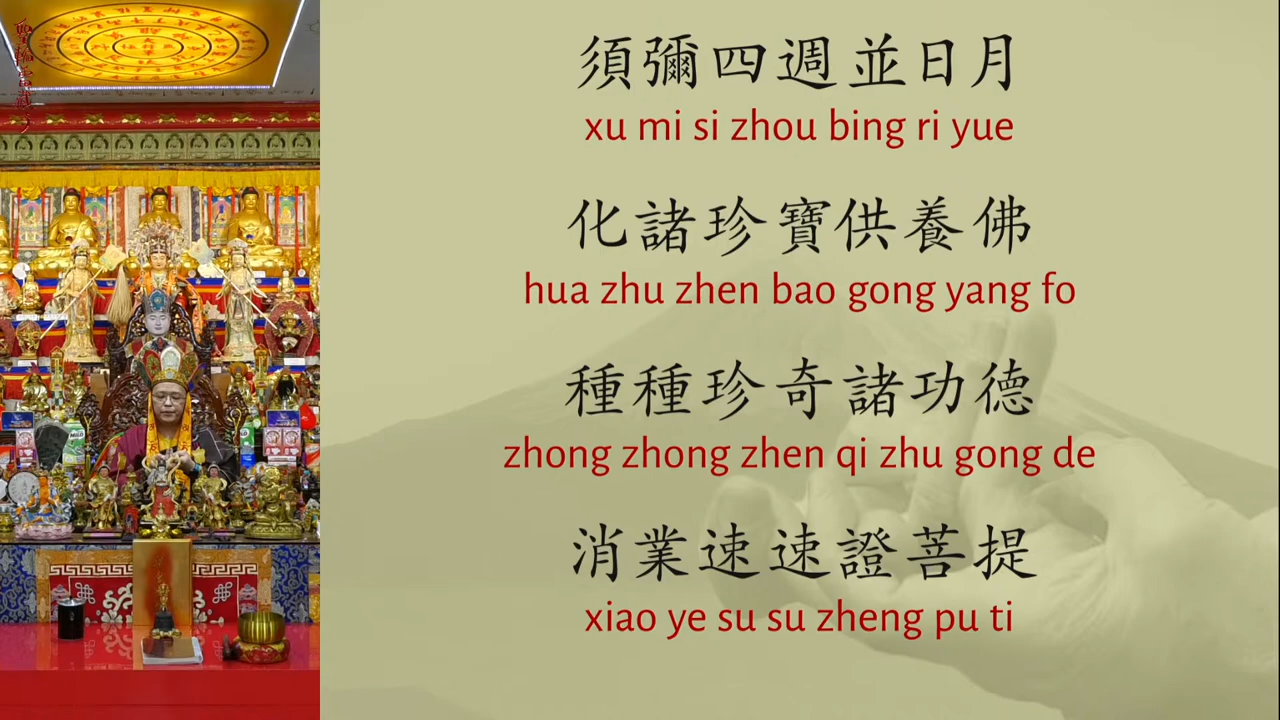 須彌四週並日月
xu mi si zhou bing ri yue
化諸珍寶供養佛
hua zhu zhen bao gong yang fo
種種珍奇諸功德
zhong zhong zhen qi zhu gong de
消業速速證菩提
xiao ye su su zheng pu ti